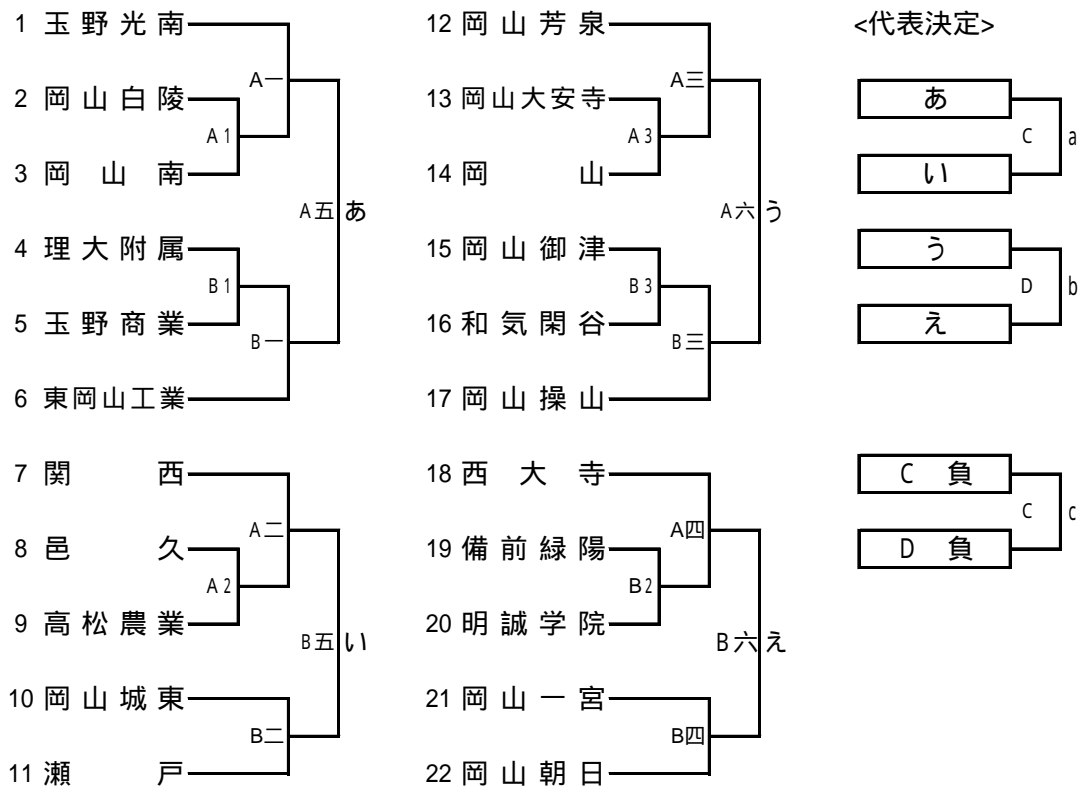 1 玉野光南
A一
2 岡山白陵
A1
3 岡山南
A五 あ
4 理大附属
B1
5 玉野商業
B一
6 東岡山工業
7 関西
A二
8 邑久
A2
9 高松農業
B五 い
10 岡山城東
B二
11 瀬戸
12 岡山芳泉
A三
13 岡山大安寺
A3
14 岡山
A六 う
15 岡山御津
B3
16 和気閑谷
B三
17 岡山操山
18 西大寺
A四
19 備前緑陽
B2
20 明誠学院
B六 え
21 岡山一宮
B四
22 岡山朝日
<代表決定>
あ
C a
い
う
D b
え
C 負
C c
D 負